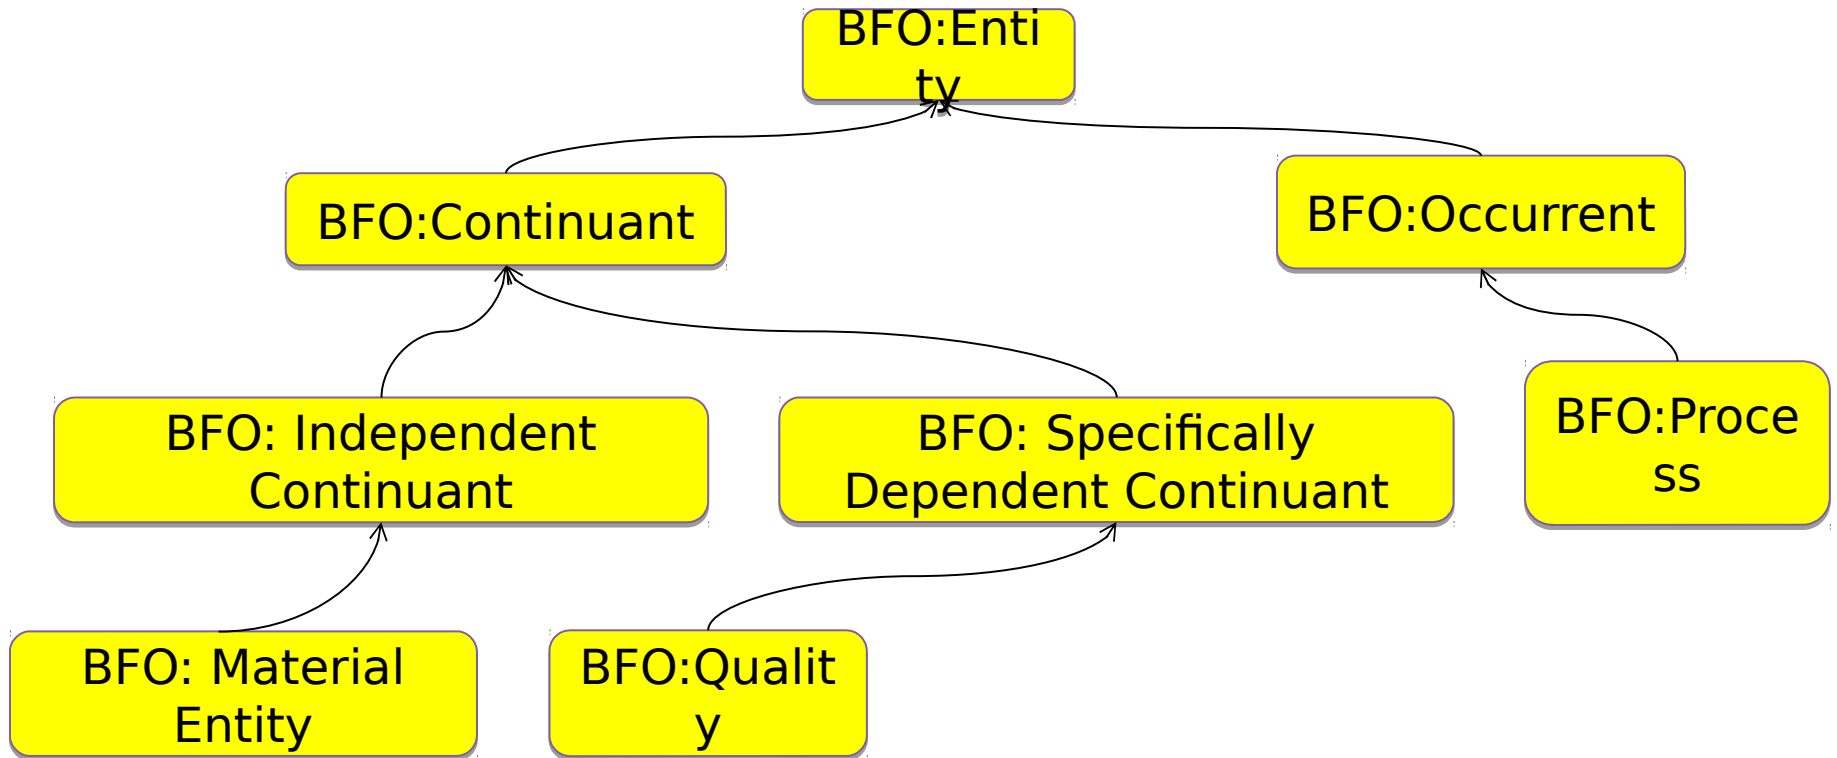 BFO:Enti
ty
BFO:Continuant
BFO:Occurrent
BFO: Independent
Continuant
BFO: Specifically
Dependent Continuant
BFO:Proce
ss
BFO: Material
Entity
BFO:Qualit
y